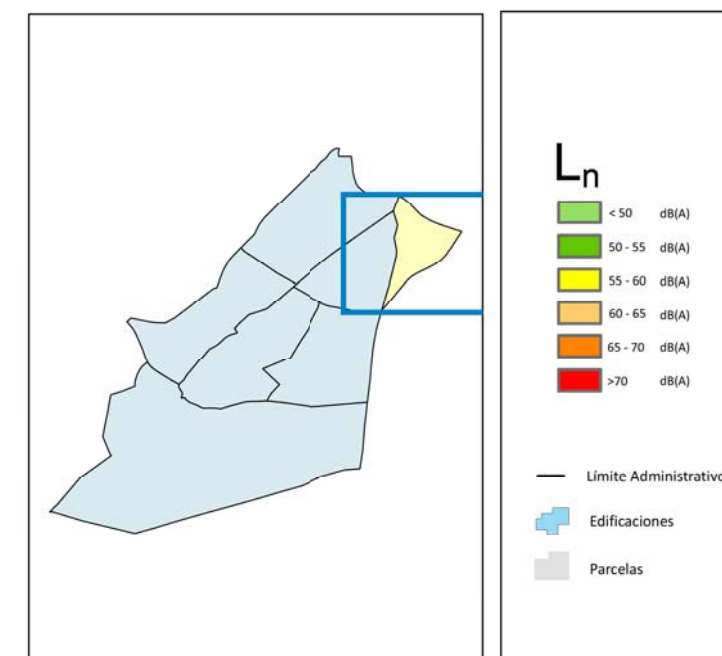 Ln
< 50 dB(A)
50 - 55 dB(A)
55 - 60 dB(A)
60 - 65 dB(A)
65 - 70 dB(A)
>70 dB(A)
Límite Administrativo
Edificaciones
Parcelas